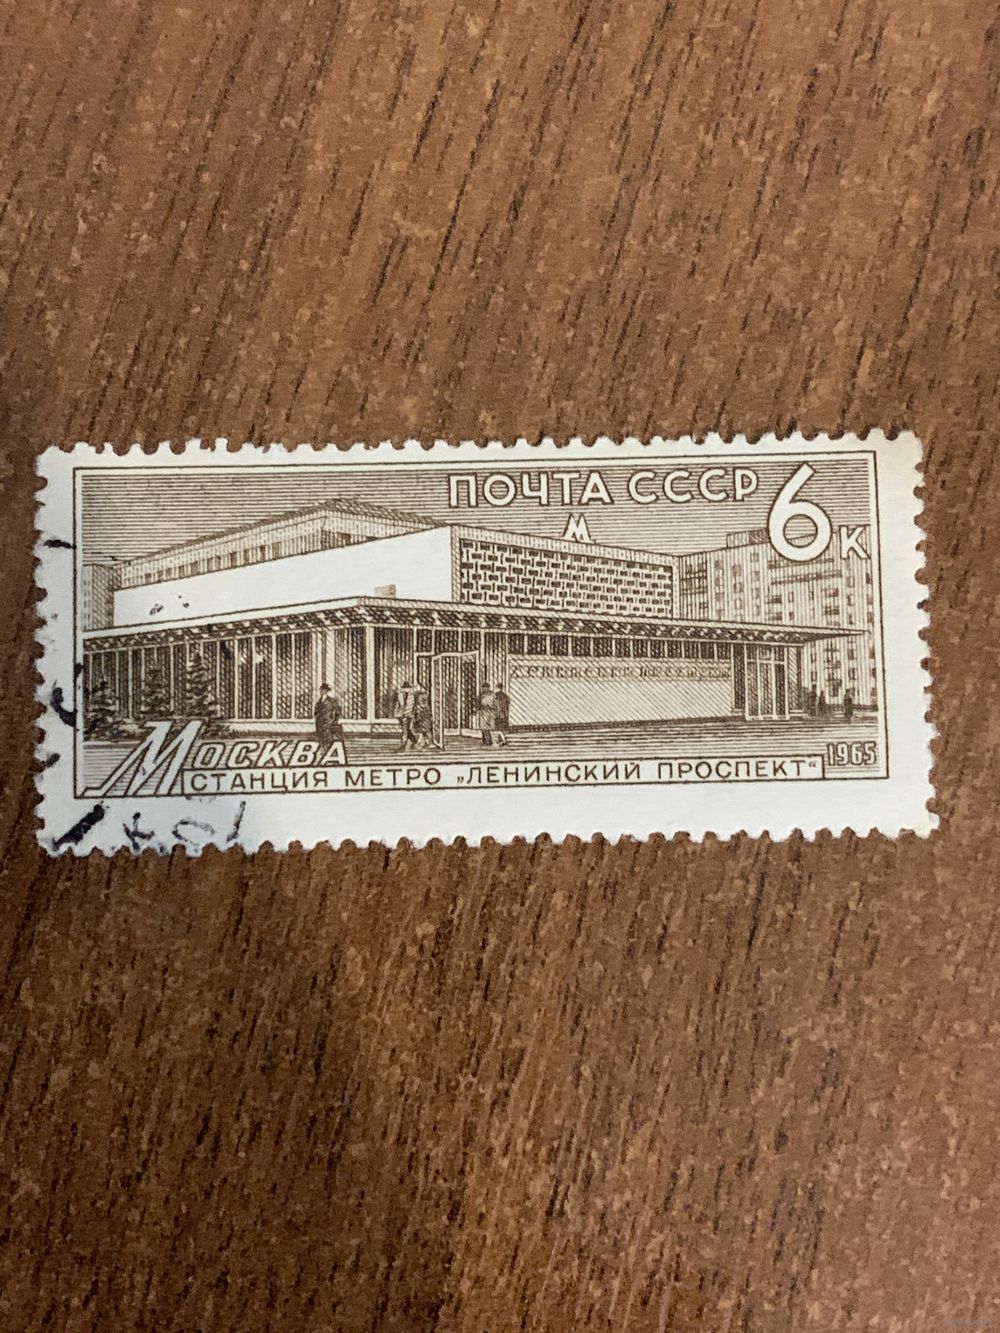 ПОЧТА СССР 6К
М
МОСКВА
СТАНЦИЯ МЕТРО „ЛЕНИНСКИЙ ПРОСПЕКТ“ 1965